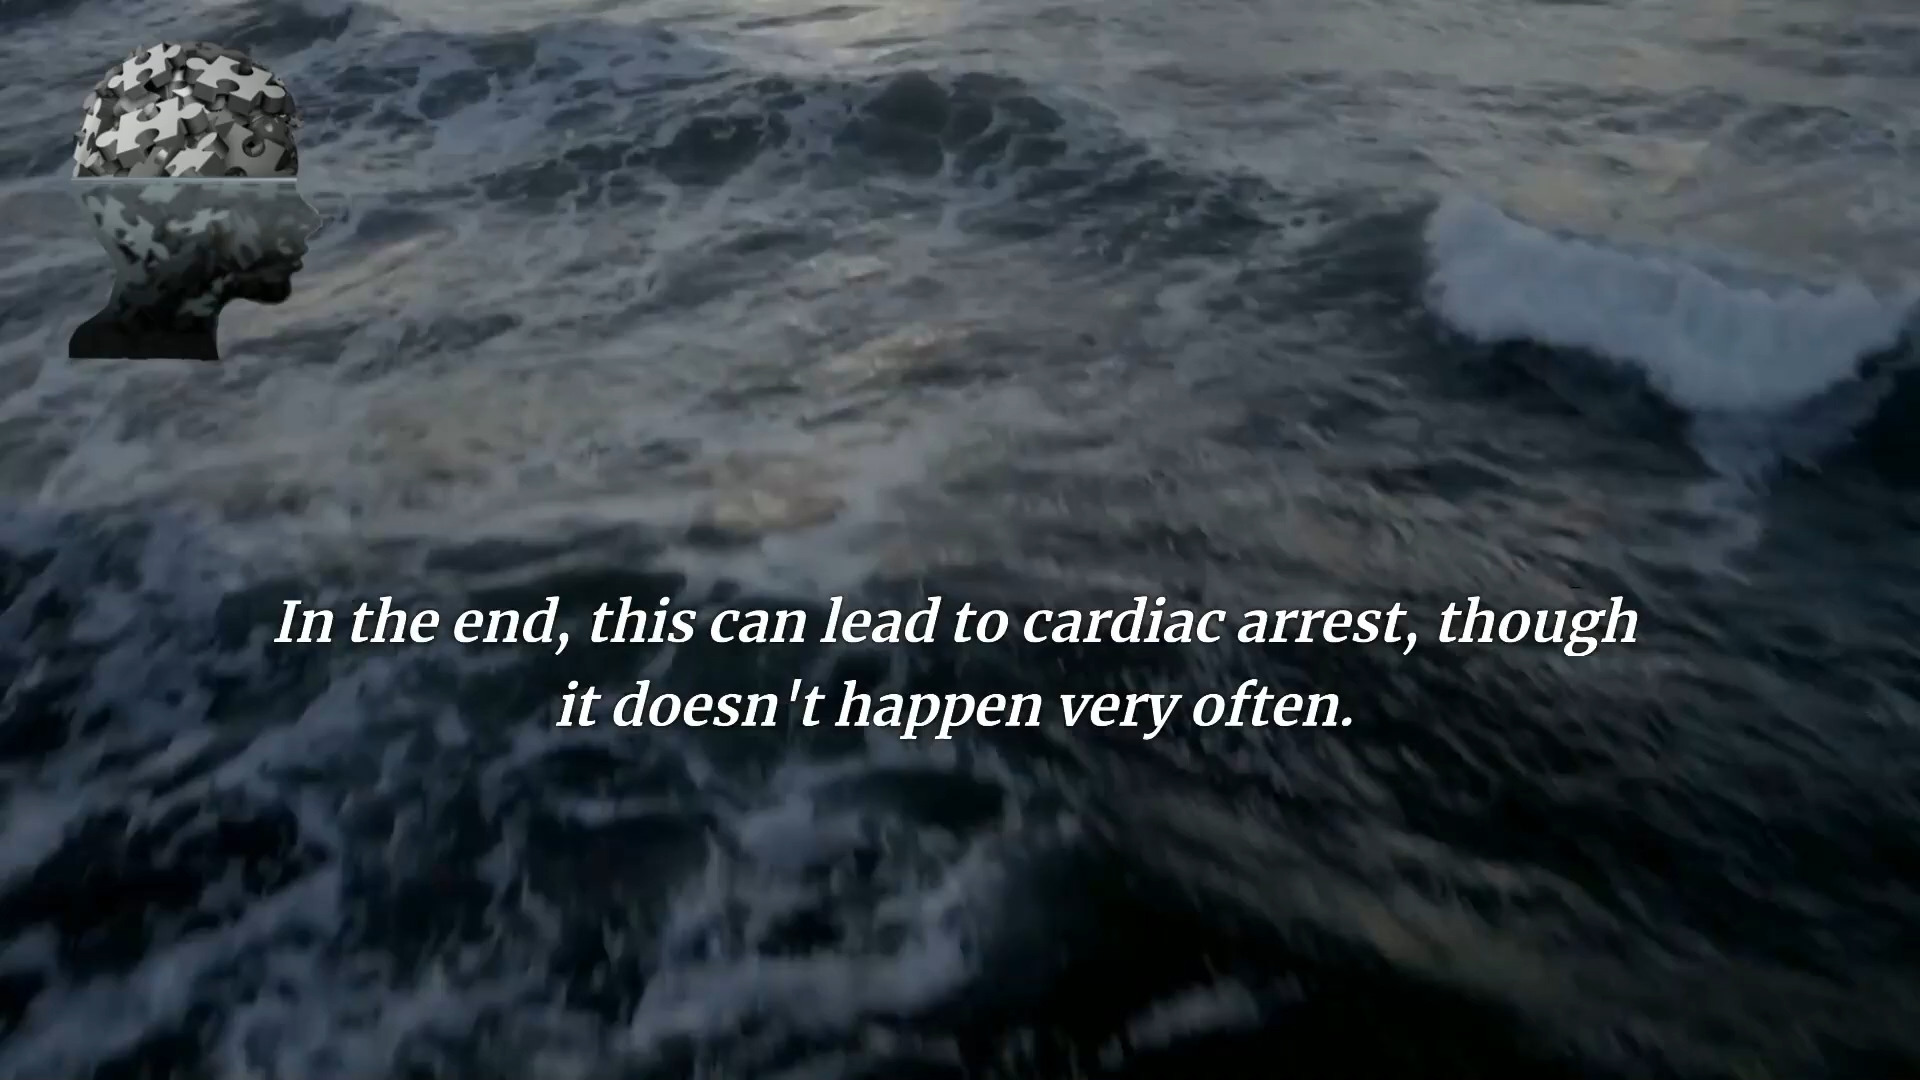 In the end, this can lead to cardiac arrest, though
it doesn't happen very often.